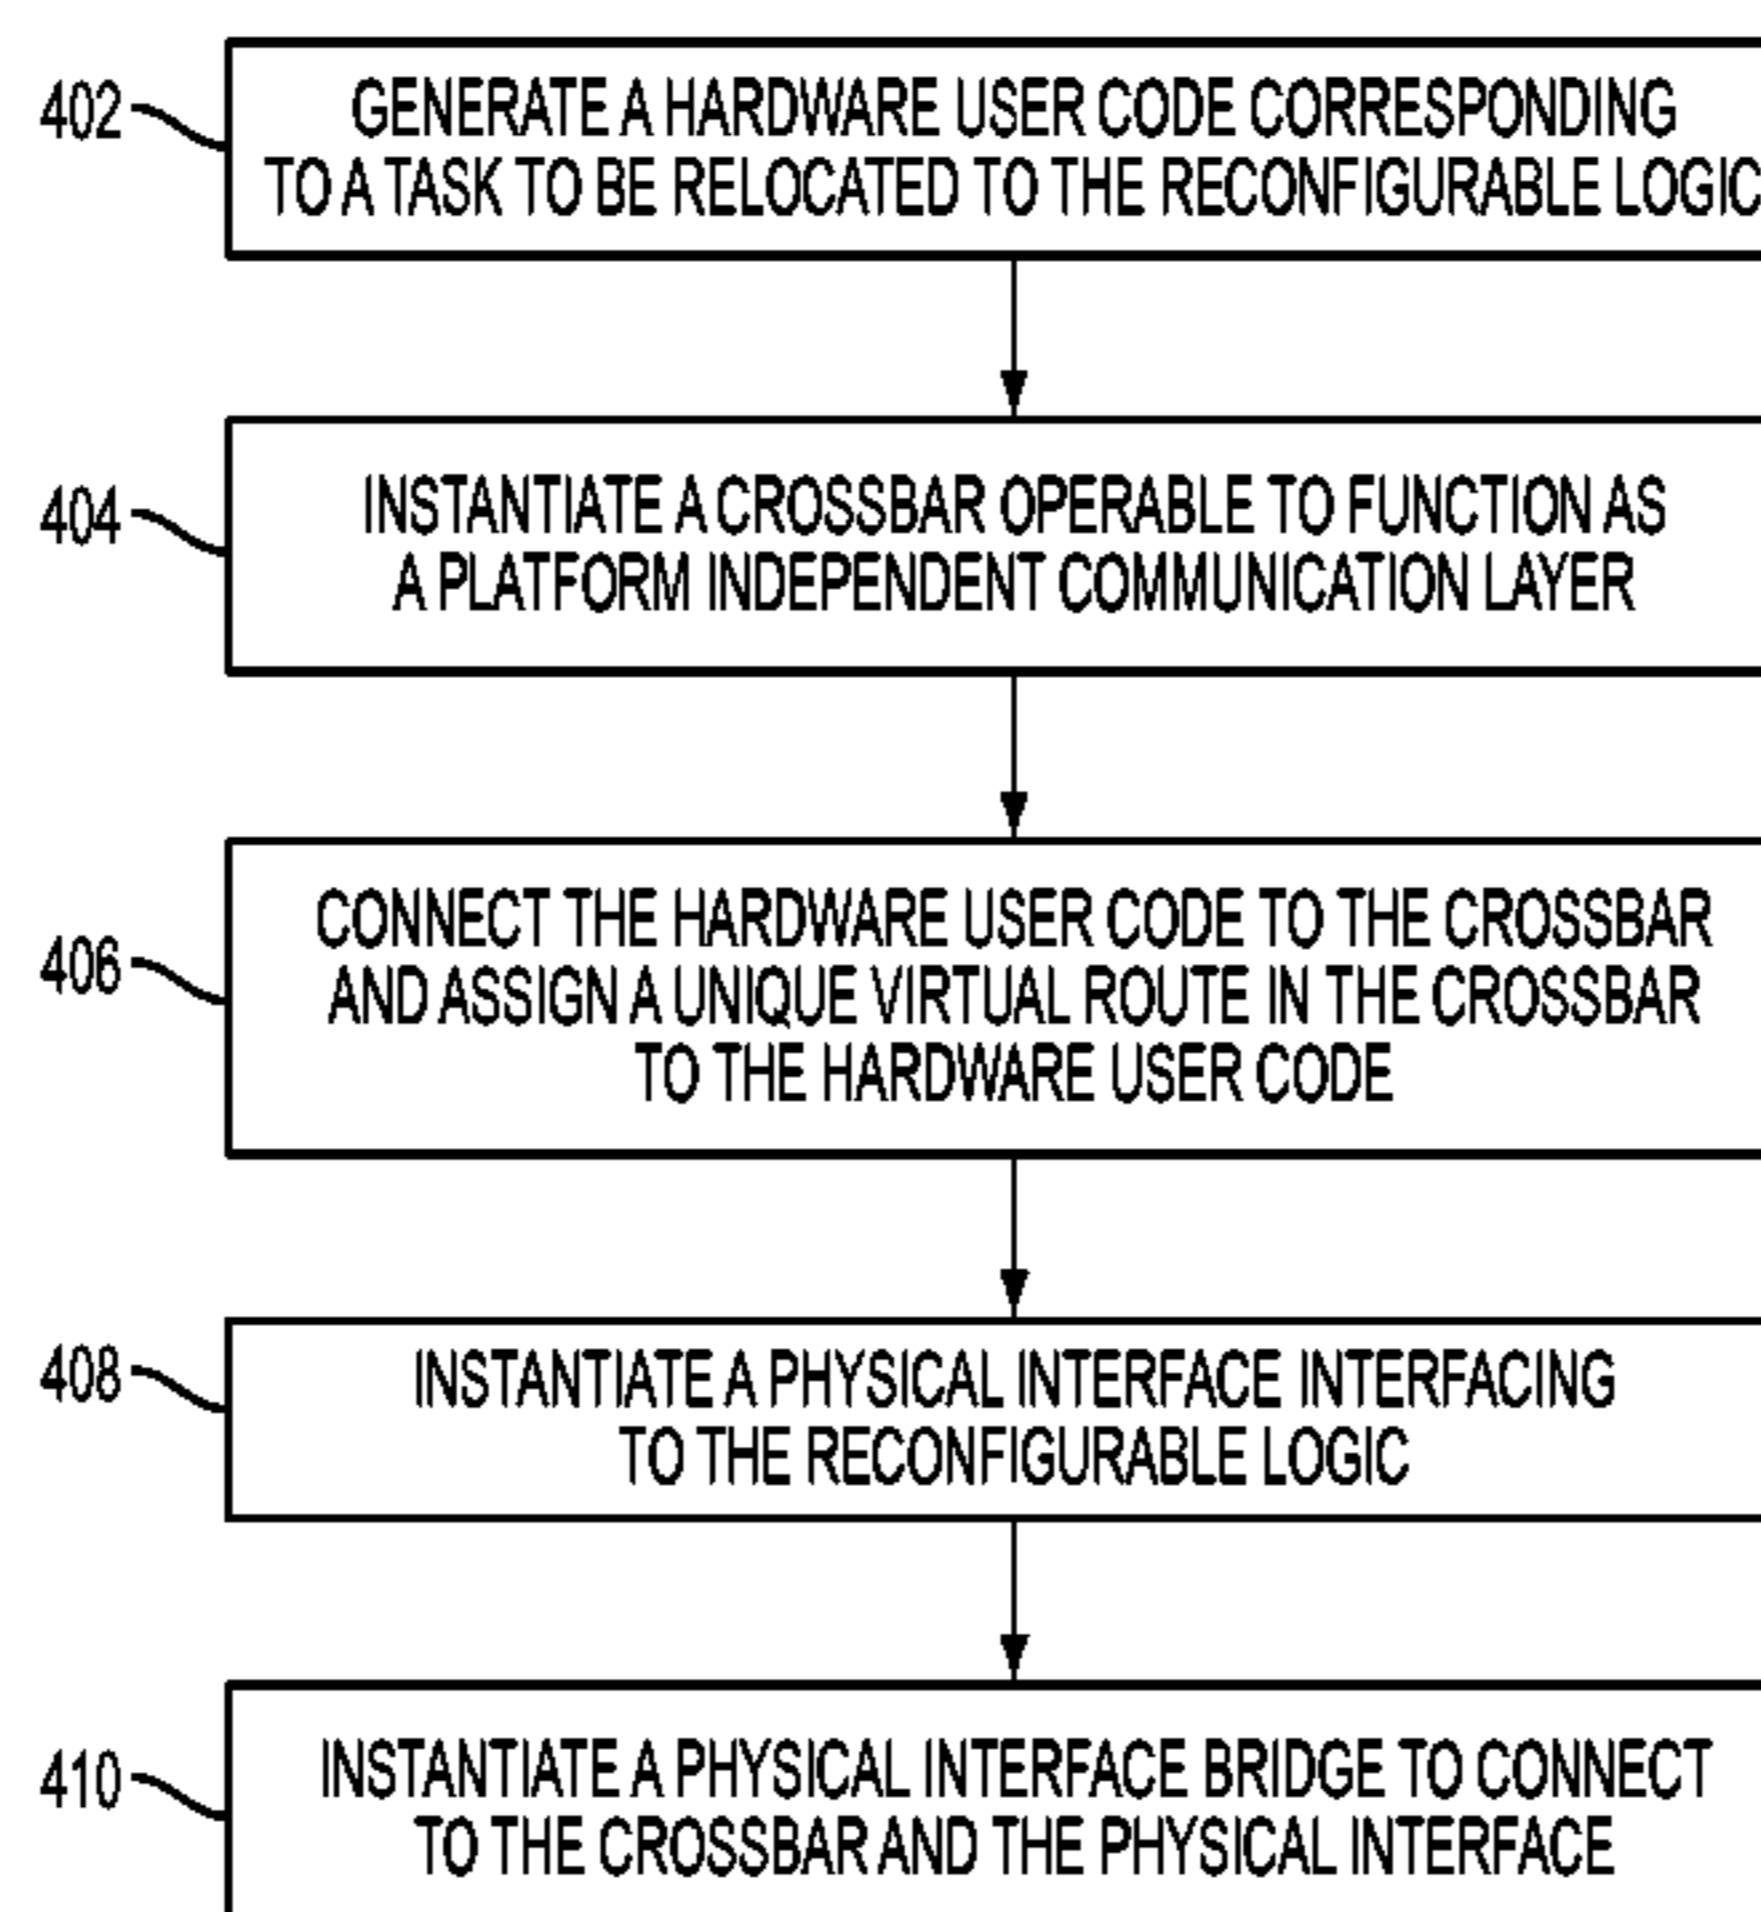 402
GENERATE A HARDWARE USER CODE CORRESPONDING
TO A TASK TO BE RELOCATED TO THE RECONFIGURABLE LOGIC
404
INSTANTIATE A CROSSBAR OPERABLE TO FUNCTION AS
A PLATFORM INDEPENDENT COMMUNICATION LAYER
406
CONNECT THE HARDWARE USER CODE TO THE CROSSBAR
AND ASSIGN A UNIQUE VIRTUAL ROUTE IN THE CROSSBAR
TO THE HARDWARE USER CODE
408
INSTANTIATE A PHYSICAL INTERFACE INTERFACING
TO THE RECONFIGURABLE LOGIC
410
INSTANTIATE A PHYSICAL INTERFACE BRIDGE TO CONNECT
TO THE CROSSBAR AND THE PHYSICAL INTERFACE